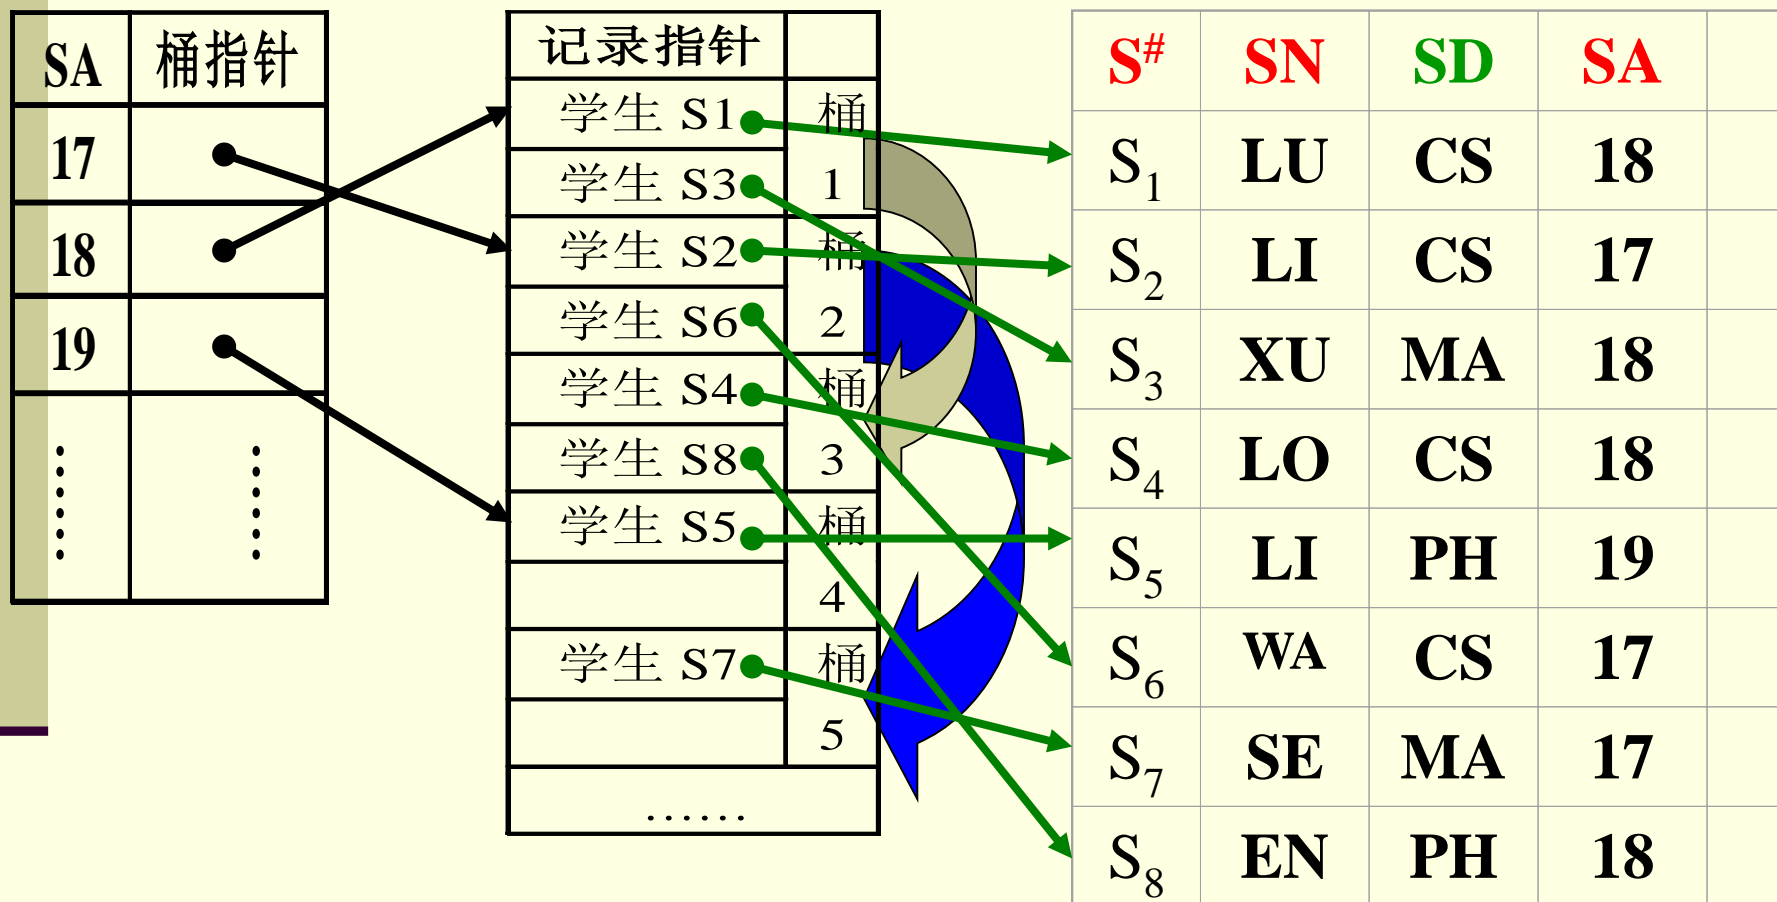 SA 桶指针
17
18
19
记录指针
学生 S1 桶
学生 S3 1
学生 S2 桶
学生 S6 2
学生 S4 桶
学生 S8 3
学生 S5 桶
4
学生 S7 桶
5
……
S# SN SD SA
S1 LU CS 18
S2 LI CS 17
S3 XU MA 18
S4 LO CS 18
S5 LI PH 19
S6 WA CS 17
S7 SE MA 17
S8 EN PH 18